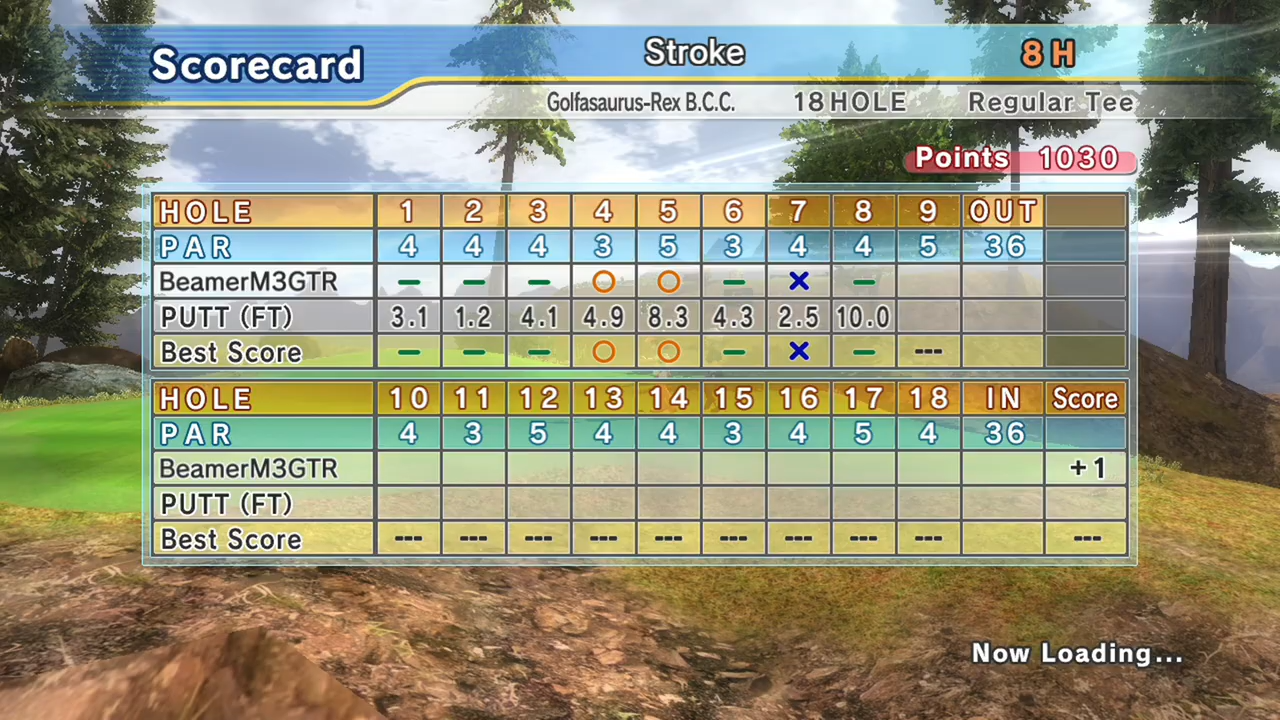 Scorecard Stroke 8 H
Golfasaurus-Rex B.C.C. 18 HOLE Regular Tee
Points 1030
HOLE 1 2 3 4 5 6 7 8 9 OUT
PAR 4 4 4 3 5 3 4 4 5 36
BeamerM3GTR – – – ○ ○ – × –
PUTT (FT) 3.1 1.2 4.1 4.9 8.3 4.3 2.5 10.0
Best Score – – – ○ ○ – × – ---
HOLE 10 11 12 13 14 15 16 17 18 IN Score
PAR 4 3 5 4 4 3 4 5 4 36
BeamerM3GTR +1
PUTT (FT)
Best Score --- --- --- --- --- --- --- --- --- ---
Now Loading...